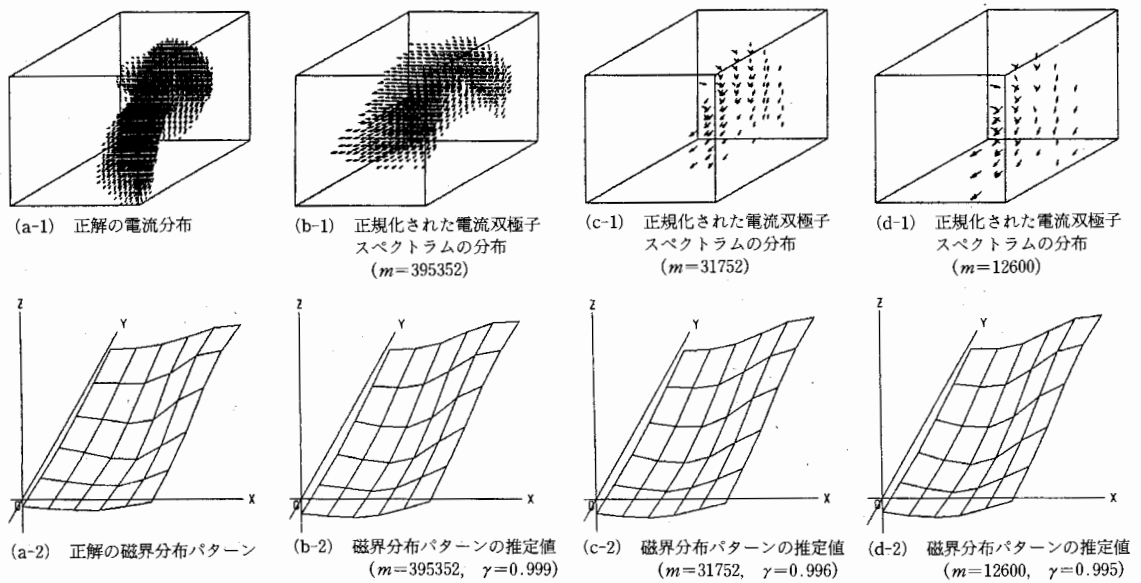 (a-1) 正解の電流分布
(b-1) 正規化された電流双極子
スペクトラムの分布
(m=395352)
(c-1) 正規化された電流双極子
スペクトラムの分布
(m=31752)
(d-1) 正規化された電流双極子
スペクトラムの分布
(m=12600)
Z
Y
X
0
(a-2) 正解の磁界分布パターン
Z
Y
X
0
(b-2) 磁界分布パターンの推定値
(m=395352, γ=0.999)
Z
Y
X
0
(c-2) 磁界分布パターンの推定値
(m=31752, γ=0.996)
Z
Y
X
0
(d-2) 磁界分布パターンの推定値
(m=12600, γ=0.995)